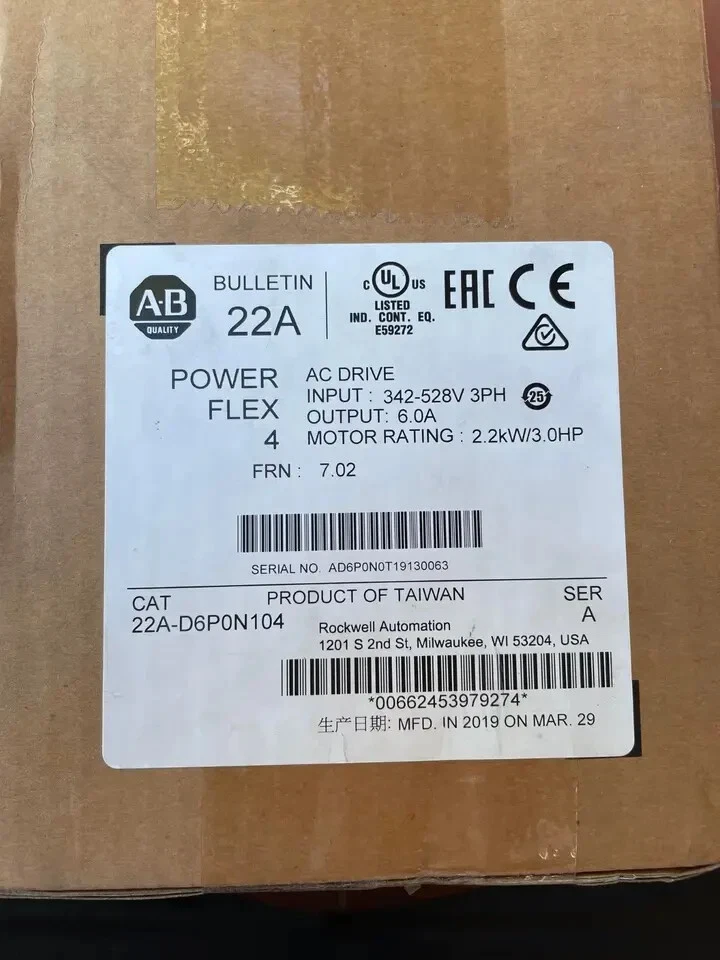 A-B
QUALITY
BULLETIN
22A
C UL US
LISTED
IND. CONT. EQ.
E59272
EAC CE
POWER
FLEX
4
AC DRIVE
INPUT : 342-528V 3PH
25
OUTPUT: 6.0A
MOTOR RATING : 2.2kW/3.0HP
FRN : 7.02
SERIAL NO. AD6P0N0T19130063
CAT
22A-D6P0N104
PRODUCT OF TAIWAN
SER
A
Rockwell Automation
1201 S 2nd St, Milwaukee, WI 53204, USA
*00662453979274*
生产日期: MFD. IN 2019 ON MAR. 29